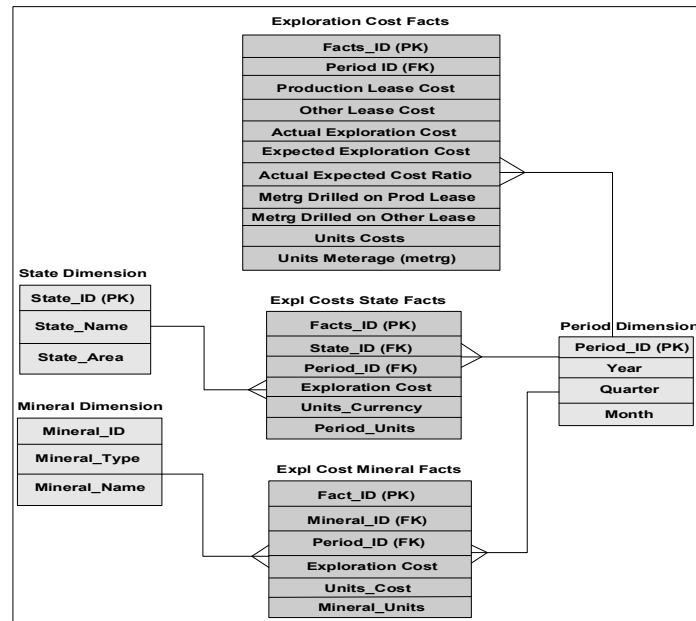 Exploration Cost Facts
Facts_ID (PK)
Period ID (FK)
Production Lease Cost
Other Lease Cost
Actual Exploration Cost
Expected Exploration Cost
Actual Expected Cost Ratio
Metrg Drilled on Prod Lease
Metrg Drilled on Other Lease
Units Costs
Units Meterage (metrg)
State Dimension
State_ID (PK)
State_Name
State_Area
Expl Costs State Facts
Facts_ID (PK)
State_ID (FK)
Period_ID (FK)
Exploration Cost
Units_Currency
Period_Units
Period Dimension
Period_ID (PK)
Year
Quarter
Month
Mineral Dimension
Mineral_ID
Mineral_Type
Mineral_Name
Expl Cost Mineral Facts
Fact_ID (PK)
Mineral_ID (FK)
Period_ID (FK)
Exploration Cost
Units_Cost
Mineral_Units